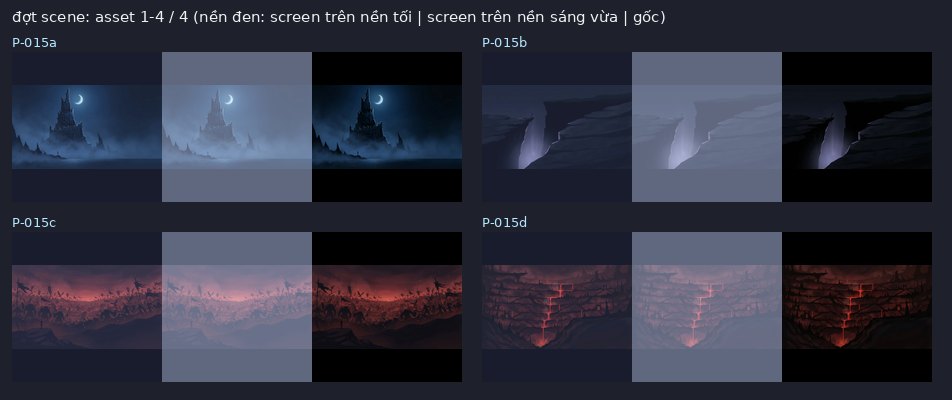 đợt scene: asset 1-4 / 4 (nền đen: screen trên nền tối | screen trên nền sáng vừa | gốc)
P-015a
P-015b
P-015c
P-015d